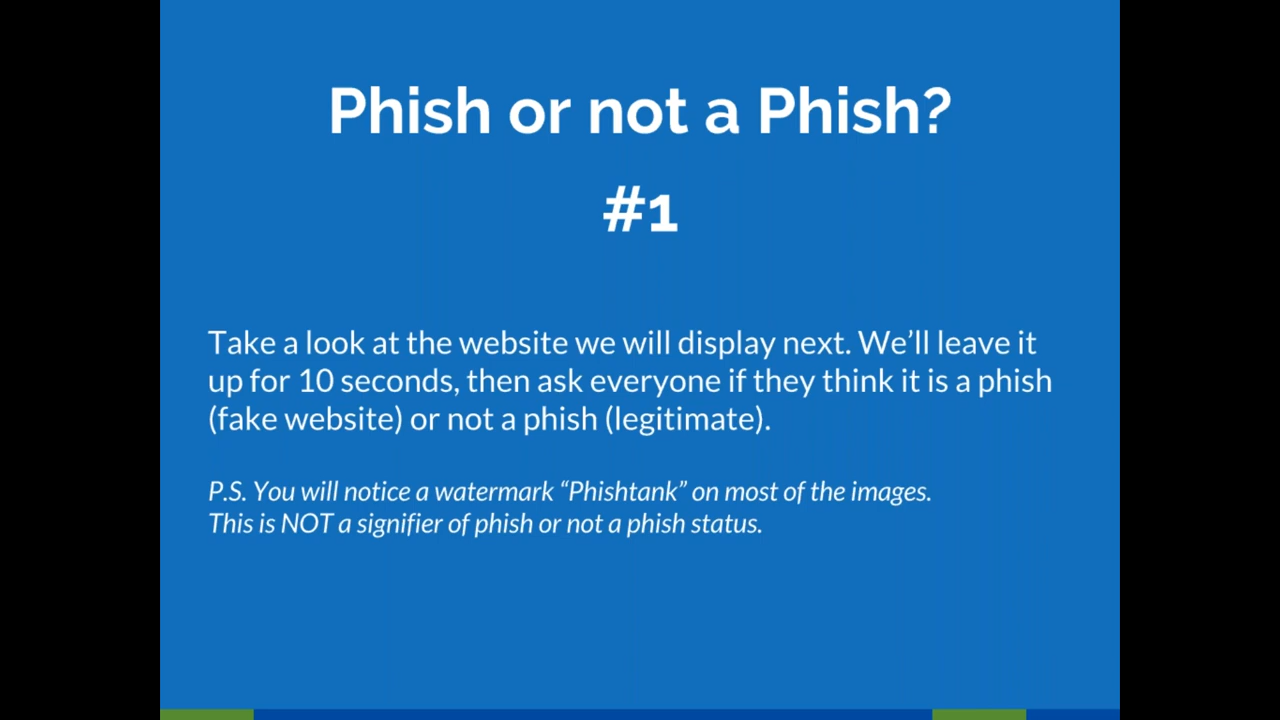 Phish or not a Phish?
#1
Take a look at the website we will display next. We’ll leave it
up for 10 seconds, then ask everyone if they think it is a phish
(fake website) or not a phish (legitimate).
P.S. You will notice a watermark “Phishtank” on most of the images.
This is NOT a signifier of phish or not a phish status.